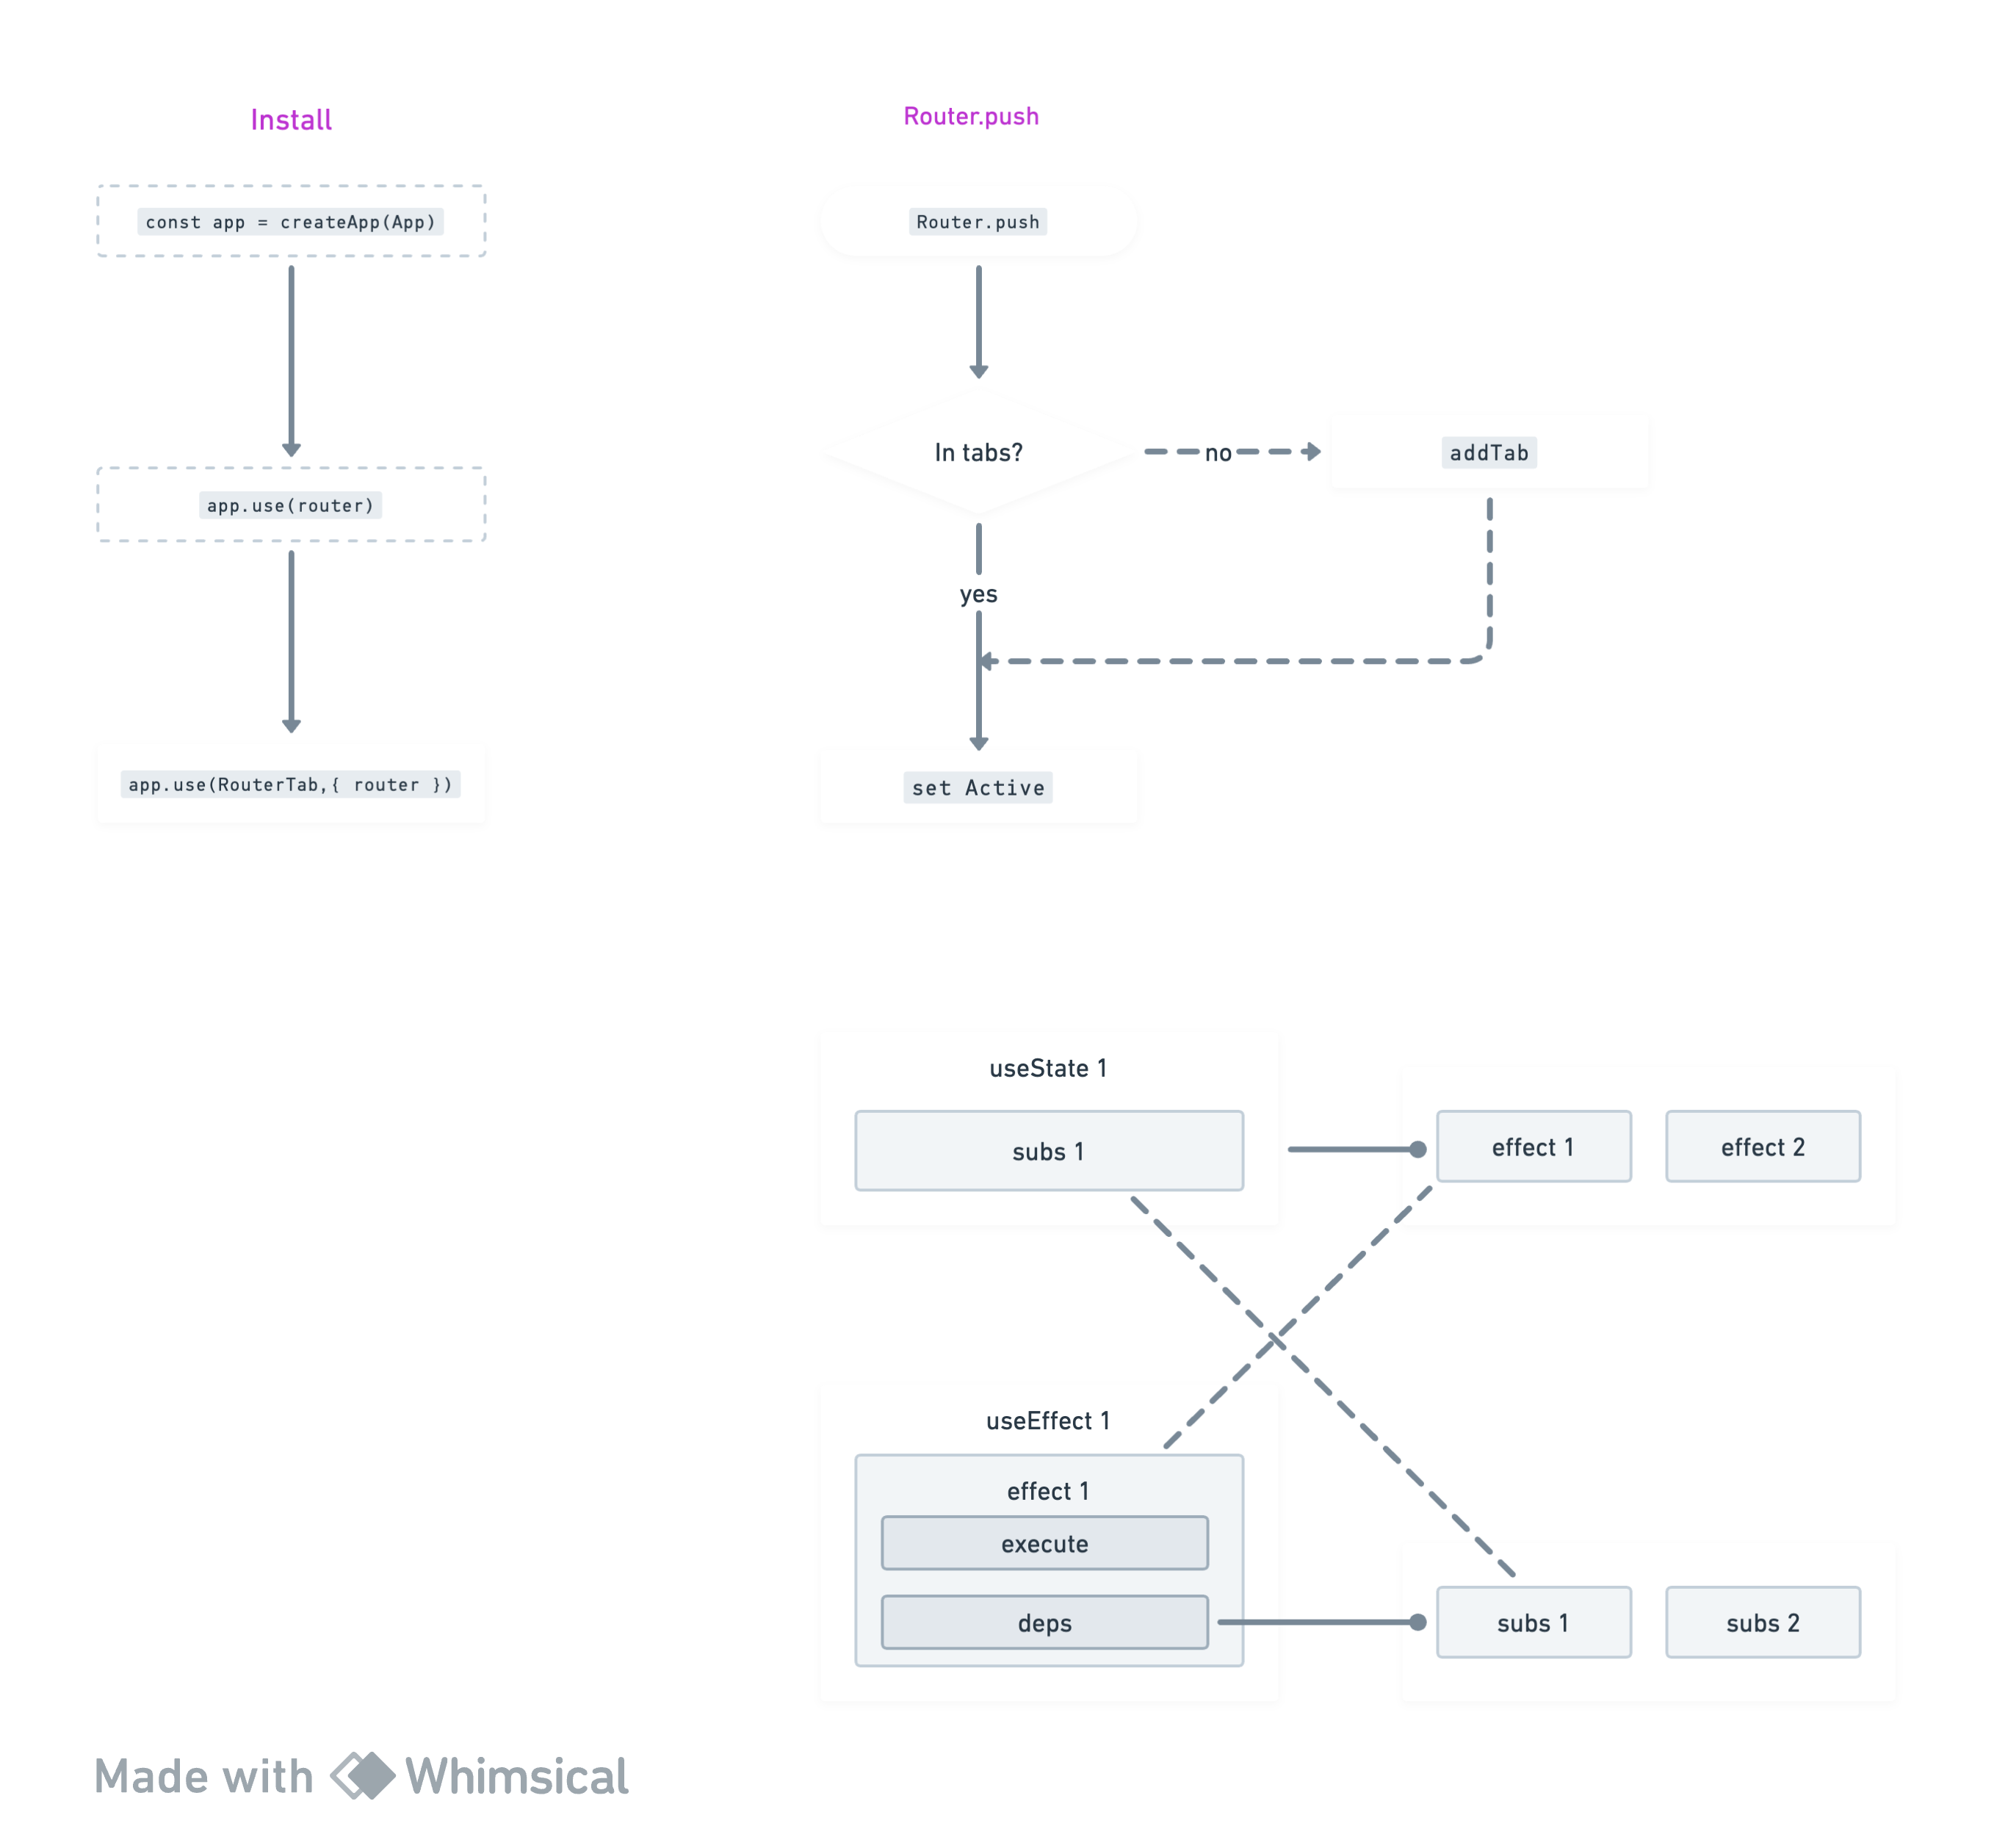 Install
const app = createApp(App)
app.use(router)
app.use(RouterTab,{ router })
Router.push
Router.push
In tabs?
no
addTab
yes
set Active
useState 1
subs 1
effect 1
effect 2
useEffect 1
effect 1
execute
deps
subs 1
subs 2
Made with Whimsical